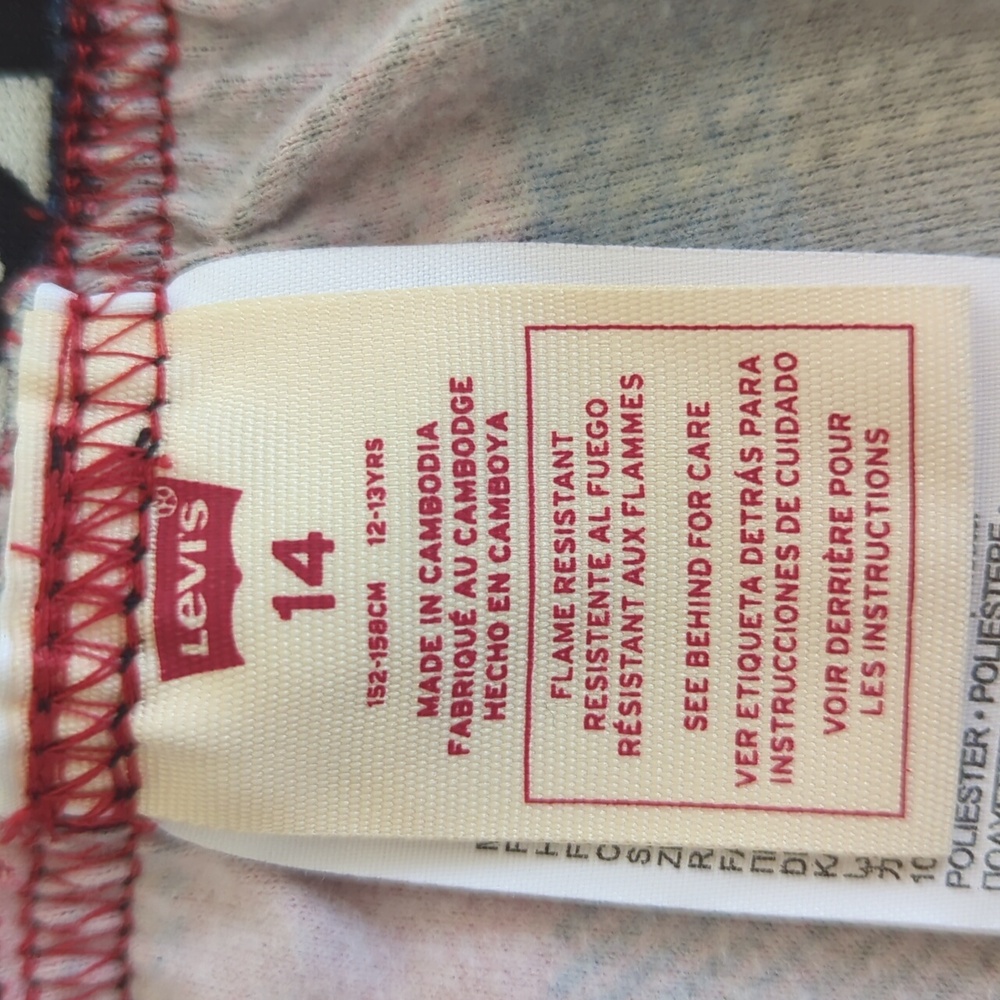 LEVI'S ®
14
152-158CM 12-13YRS
MADE IN CAMBODIA
FABRIQUÉ AU CAMBODGE
HECHO EN CAMBOYA
FLAME RESISTANT
RESISTENTE AL FUEGO
RÉSISTANT AUX FLAMMES
SEE BEHIND FOR CARE
VER ETIQUETA DETRÁS PARA
INSTRUCCIONES DE CUIDADO
VOIR DERRIÈRE POUR
LES INSTRUCTIONS
POLIESTER • POLIÉSTERE